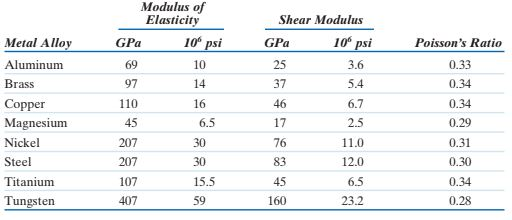 Modulus of
Elasticity Shear Modulus
Metal Alloy GPa 10⁶ psi GPa 10⁶ psi Poisson's Ratio
Aluminum 69 10 25 3.6 0.33
Brass 97 14 37 5.4 0.34
Copper 110 16 46 6.7 0.34
Magnesium 45 6.5 17 2.5 0.29
Nickel 207 30 76 11.0 0.31
Steel 207 30 83 12.0 0.30
Titanium 107 15.5 45 6.5 0.34
Tungsten 407 59 160 23.2 0.28